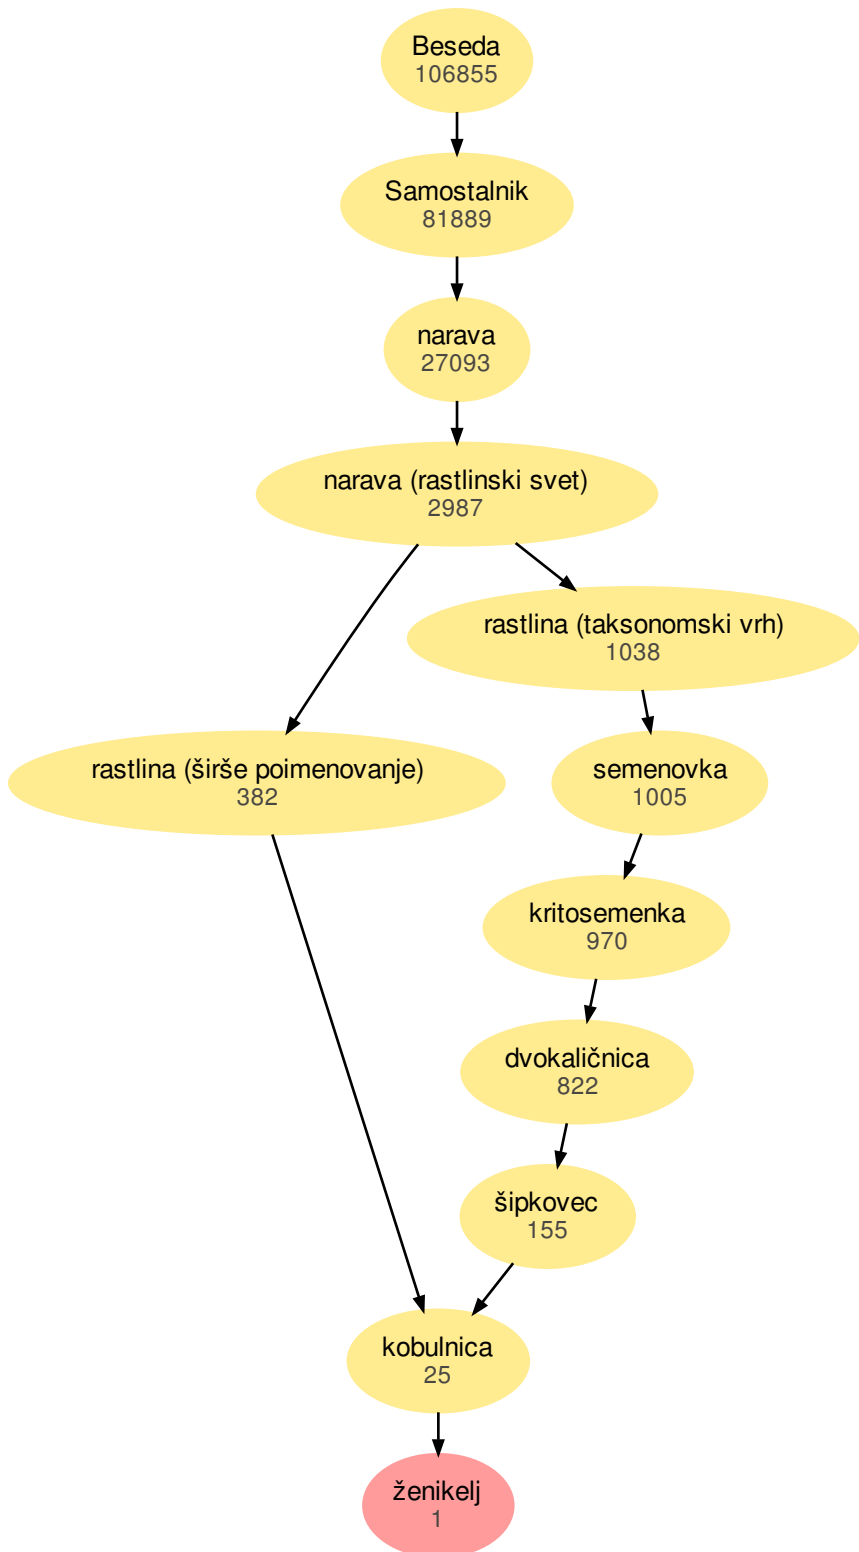 Beseda
106855
Samostalnik
81889
narava
27093
narava (rastlinski svet)
2987
rastlina (taksonomski vrh)
1038
rastlina (širše poimenovanje)
382
semenovka
1005
kritosemenka
970
dvokaličnica
822
šipkovec
155
kobulnica
25
ženikelj
1